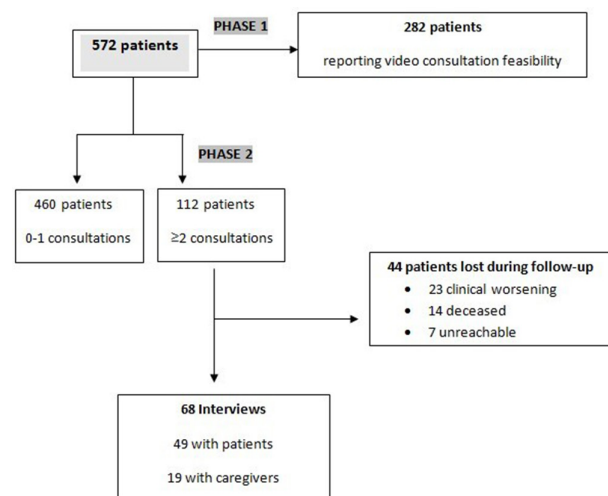 PHASE 1
572 patients
282 patients
reporting video consultation feasibility
PHASE 2
460 patients
0-1 consultations
112 patients
≥2 consultations
44 patients lost during follow-up
• 23 clinical worsening
• 14 deceased
• 7 unreachable
68 Interviews
49 with patients
19 with caregivers